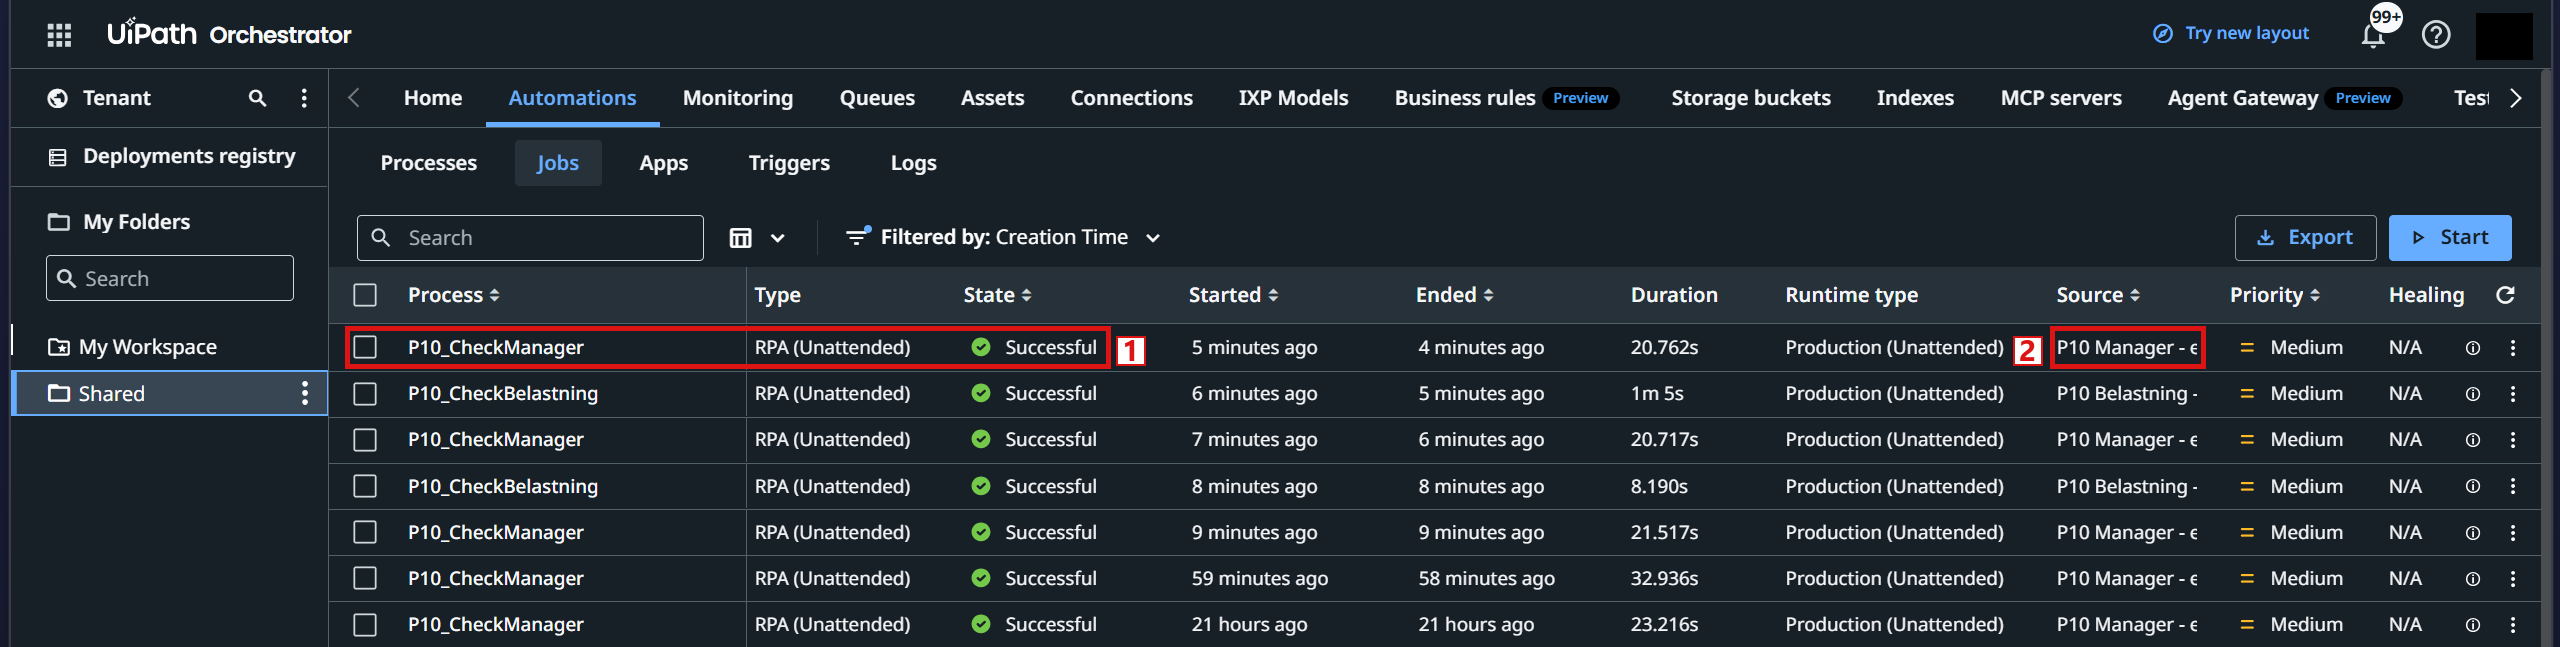 UiPath Orchestrator Try new layout 99+
Tenant Home Automations Monitoring Queues Assets Connections IXP Models Business rules Preview Storage buckets Indexes MCP servers Agent Gateway Preview Test
Deployments registry Processes Jobs Apps Triggers Logs
My Folders
Search Search Filtered by: Creation Time Export Start
My Workspace
Shared
Process Type State Started Ended Duration Runtime type Source Priority Healing
P10_CheckManager RPA (Unattended) Successful 1 5 minutes ago 4 minutes ago 20.762s Production (Unattended) 2 P10 Manager - e Medium N/A
P10_CheckBelastning RPA (Unattended) Successful 6 minutes ago 5 minutes ago 1m 5s Production (Unattended) P10 Belastning - Medium N/A
P10_CheckManager RPA (Unattended) Successful 7 minutes ago 6 minutes ago 20.717s Production (Unattended) P10 Manager - e Medium N/A
P10_CheckBelastning RPA (Unattended) Successful 8 minutes ago 8 minutes ago 8.190s Production (Unattended) P10 Belastning - Medium N/A
P10_CheckManager RPA (Unattended) Successful 9 minutes ago 9 minutes ago 21.517s Production (Unattended) P10 Manager - e Medium N/A
P10_CheckManager RPA (Unattended) Successful 59 minutes ago 58 minutes ago 32.936s Production (Unattended) P10 Manager - e Medium N/A
P10_CheckManager RPA (Unattended) Successful 21 hours ago 21 hours ago 23.216s Production (Unattended) P10 Manager - e Medium N/A